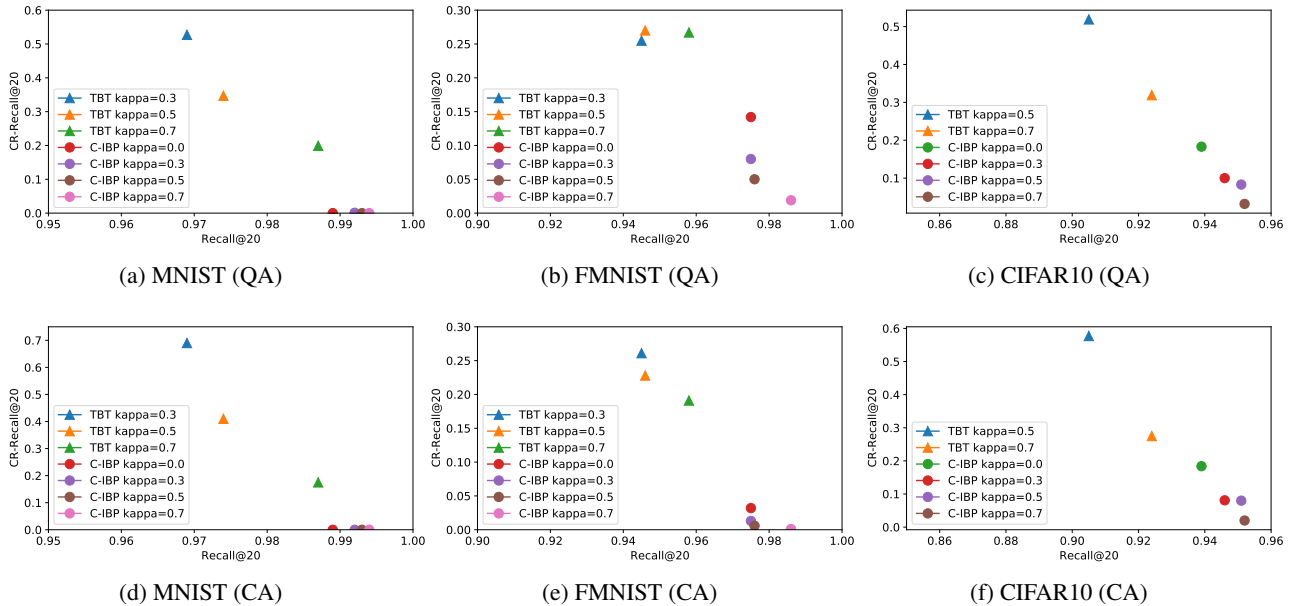 0.6
0.5
0.4
0.3
0.2
0.1
0.0
CR-Recall@20
TBT kappa=0.3
TBT kappa=0.5
TBT kappa=0.7
C-IBP kappa=0.0
C-IBP kappa=0.3
C-IBP kappa=0.5
C-IBP kappa=0.7
0.95 0.96 0.97 0.98 0.99 1.00
Recall@20
(a) MNIST (QA)
0.30
0.25
0.20
0.15
0.10
0.05
0.00
CR-Recall@20
TBT kappa=0.3
TBT kappa=0.5
TBT kappa=0.7
C-IBP kappa=0.0
C-IBP kappa=0.3
C-IBP kappa=0.5
C-IBP kappa=0.7
0.90 0.92 0.94 0.96 0.98 1.00
Recall@20
(b) FMNIST (QA)
0.5
0.4
0.3
0.2
0.1
CR-Recall@20
TBT kappa=0.5
TBT kappa=0.7
C-IBP kappa=0.0
C-IBP kappa=0.3
C-IBP kappa=0.5
C-IBP kappa=0.7
0.86 0.88 0.90 0.92 0.94 0.96
Recall@20
(c) CIFAR10 (QA)
0.7
0.6
0.5
0.4
0.3
0.2
0.1
0.0
CR-Recall@20
TBT kappa=0.3
TBT kappa=0.5
TBT kappa=0.7
C-IBP kappa=0.0
C-IBP kappa=0.3
C-IBP kappa=0.5
C-IBP kappa=0.7
0.95 0.96 0.97 0.98 0.99 1.00
Recall@20
(d) MNIST (CA)
0.30
0.25
0.20
0.15
0.10
0.05
0.00
CR-Recall@20
TBT kappa=0.3
TBT kappa=0.5
TBT kappa=0.7
C-IBP kappa=0.0
C-IBP kappa=0.3
C-IBP kappa=0.5
C-IBP kappa=0.7
0.90 0.92 0.94 0.96 0.98 1.00
Recall@20
(e) FMNIST (CA)
0.6
0.5
0.4
0.3
0.2
0.1
0.0
CR-Recall@20
TBT kappa=0.5
TBT kappa=0.7
C-IBP kappa=0.0
C-IBP kappa=0.3
C-IBP kappa=0.5
C-IBP kappa=0.7
0.86 0.88 0.90 0.92 0.94 0.96
Recall@20
(f) CIFAR10 (CA)